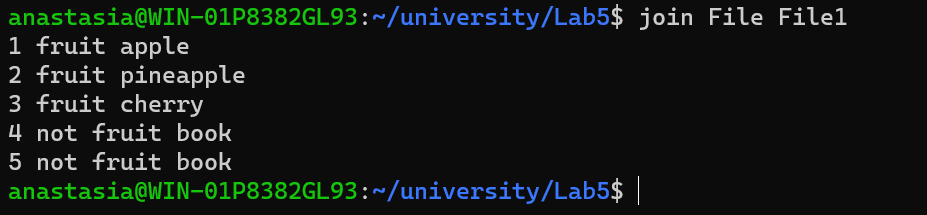 anastasia@WIN-01P8382GL93:~/university/Lab5$ join File File1
1 fruit apple
2 fruit pineapple
3 fruit cherry
4 not fruit book
5 not fruit book
anastasia@WIN-01P8382GL93:~/university/Lab5$